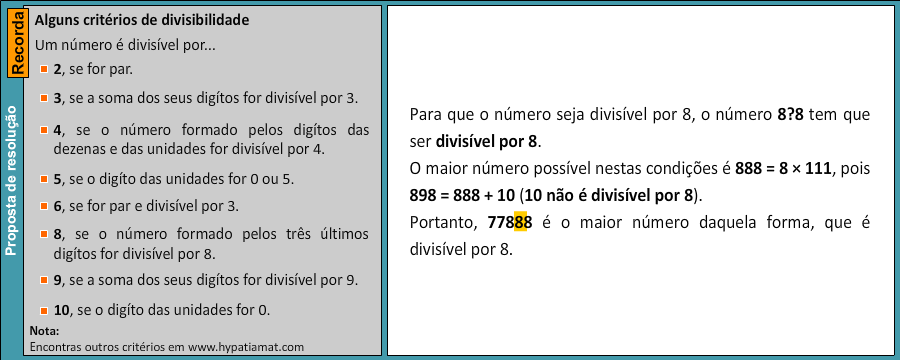 Recorda
Proposta de resolução
Alguns critérios de divisibilidade
Um número é divisível por...
2, se for par.
3, se a soma dos seus digítos for divisível por 3.
4, se o número formado pelos digítos das
dezenas e das unidades for divisível por 4.
5, se o digíto das unidades for 0 ou 5.
6, se for par e divisível por 3.
8, se o número formado pelos três últimos
digítos for divisível por 8.
9, se a soma dos seus digítos for divisível por 9.
10, se o digíto das unidades for 0.
Nota:
Encontras outros critérios em www.hypatiamat.com
Para que o número seja divisível por 8, o número 8?8 tem que
ser divisível por 8.
O maior número possível nestas condições é 888 = 8 × 111, pois
898 = 888 + 10 (10 não é divisível por 8).
Portanto, 77888 é o maior número daquela forma, que é
divisível por 8.